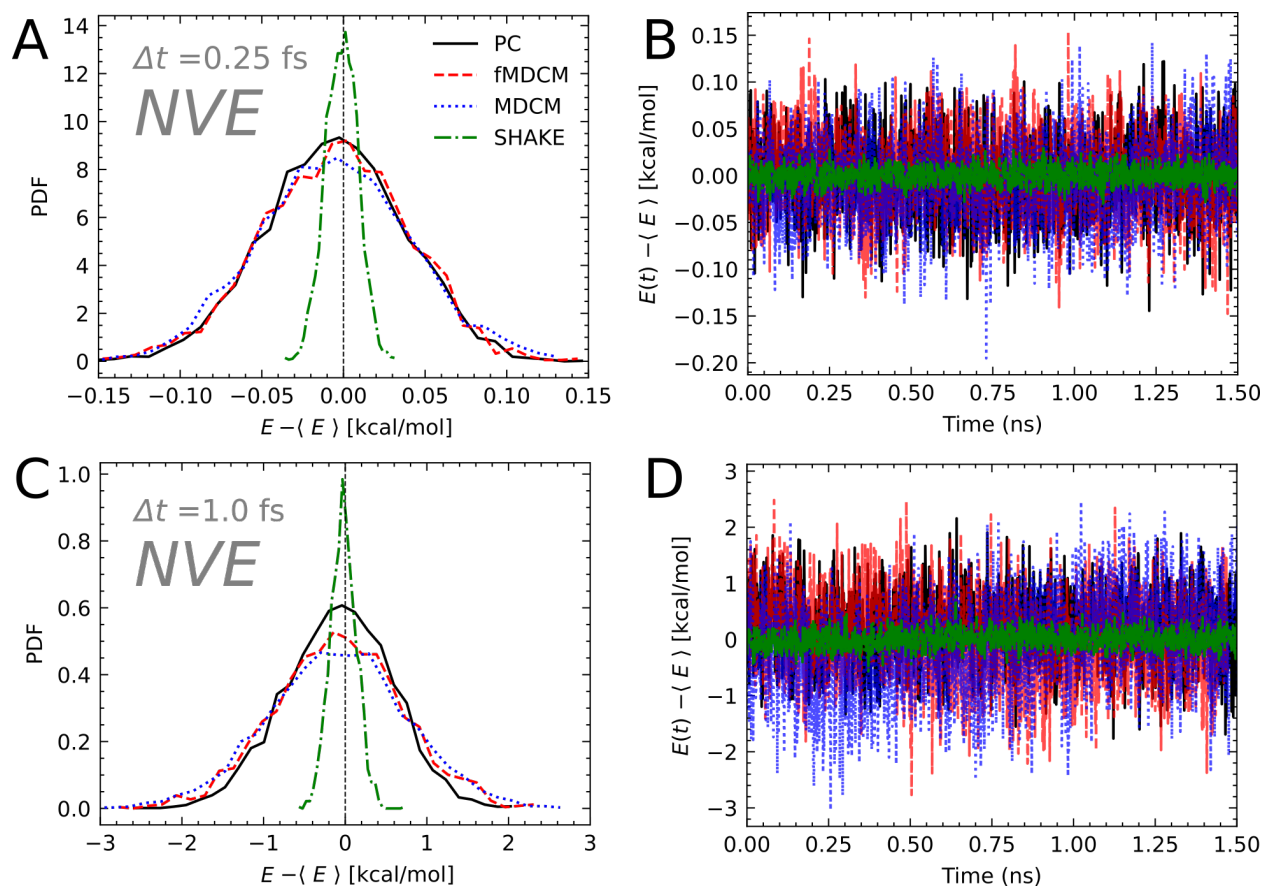 A
Δt =0.25 fs
NVE
PC
fMDCM
MDCM
SHAKE
14
12
10
8
6
4
2
0
PDF
−0.15
−0.10
−0.05
0.00
0.05
0.10
0.15
E −⟨ E ⟩ [kcal/mol]
B
0.15
0.10
0.05
0.00
−0.05
−0.10
−0.15
−0.20
E(t) −⟨ E ⟩ [kcal/mol]
0.00
0.25
0.50
0.75
1.00
1.25
1.50
Time (ns)
C
Δt =1.0 fs
NVE
1.0
0.8
0.6
0.4
0.2
0.0
PDF
−3
−2
−1
0
1
2
3
E −⟨ E ⟩ [kcal/mol]
D
3
2
1
0
−1
−2
−3
E(t) −⟨ E ⟩ [kcal/mol]
0.00
0.25
0.50
0.75
1.00
1.25
1.50
Time (ns)